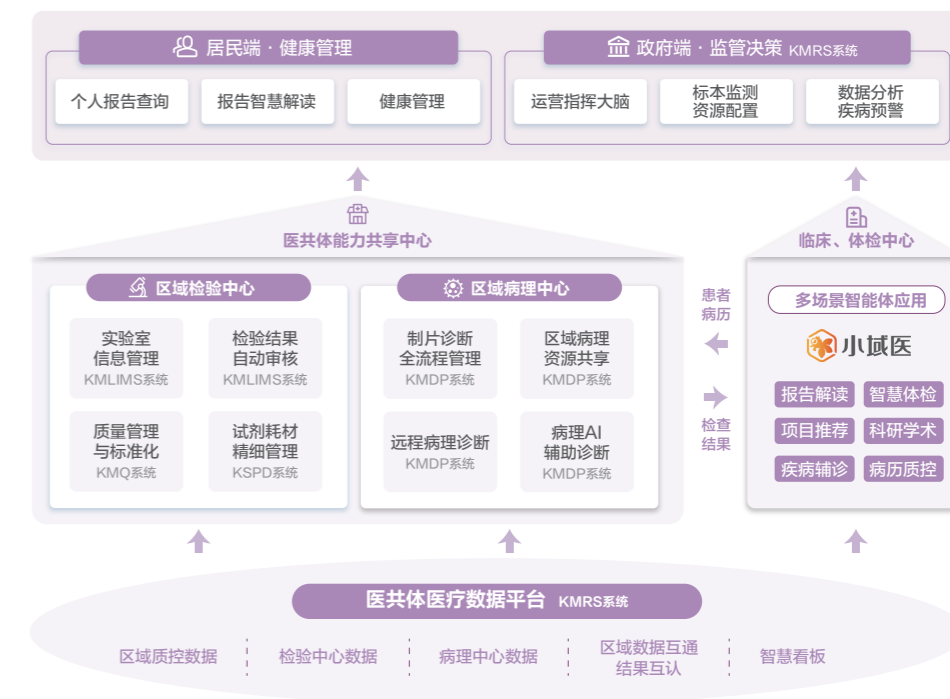 居民端 · 健康管理
个人报告查询
报告智慧解读
健康管理
政府端 · 监管决策 KMRS系统
运营指挥大脑
标本监测
资源配置
数据分析
疾病预警
医共体能力共享中心
区域检验中心
实验室
信息管理
KMLIMS系统
检验结果
自动审核
KMLIMS系统
质量管理
与标准化
KMQ系统
试剂耗材
精细管理
KSPD系统
区域病理中心
制片诊断
全流程管理
KMDP系统
区域病理
资源共享
KMDP系统
远程病理诊断
KMDP系统
病理AI
辅助诊断
KMDP系统
患者
病历
检查
结果
临床、体检中心
多场景智能体应用
小域医
报告解读
智慧体检
项目推荐
科研学术
疾病辅诊
病历质控
医共体医疗数据平台 KMRS系统
区域质控数据
检验中心数据
病理中心数据
区域数据互通
结果互认
智慧看板